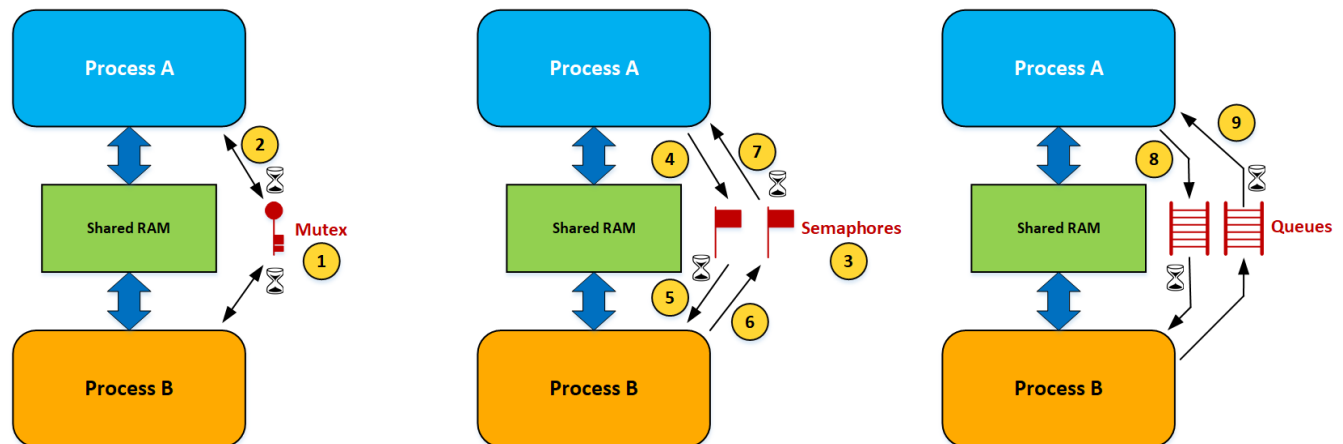 Process A
2
Shared RAM
Mutex
1
Process B
Process A
4
7
Shared RAM
Semaphores
3
5
6
Process B
Process A
9
8
Shared RAM
Queues
Process B